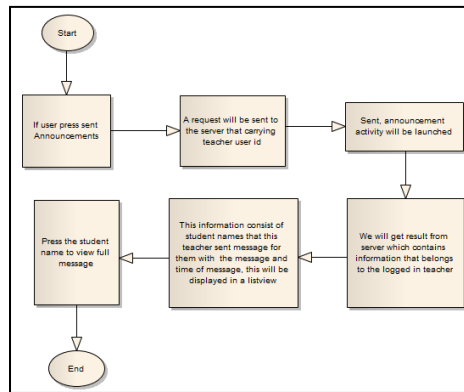 Start
If user press sent
Announcements
A request will be sent to
the server that carrying
teacher user id
Sent, announcement
activity will be launched
We will get result from
server which contains
information that belongs
to the logged in teacher
This information consist of
student names that this
teacher sent message for
them with the message and
time of message, this will be
displayed in a listview
Press the student
name to view full
message
End